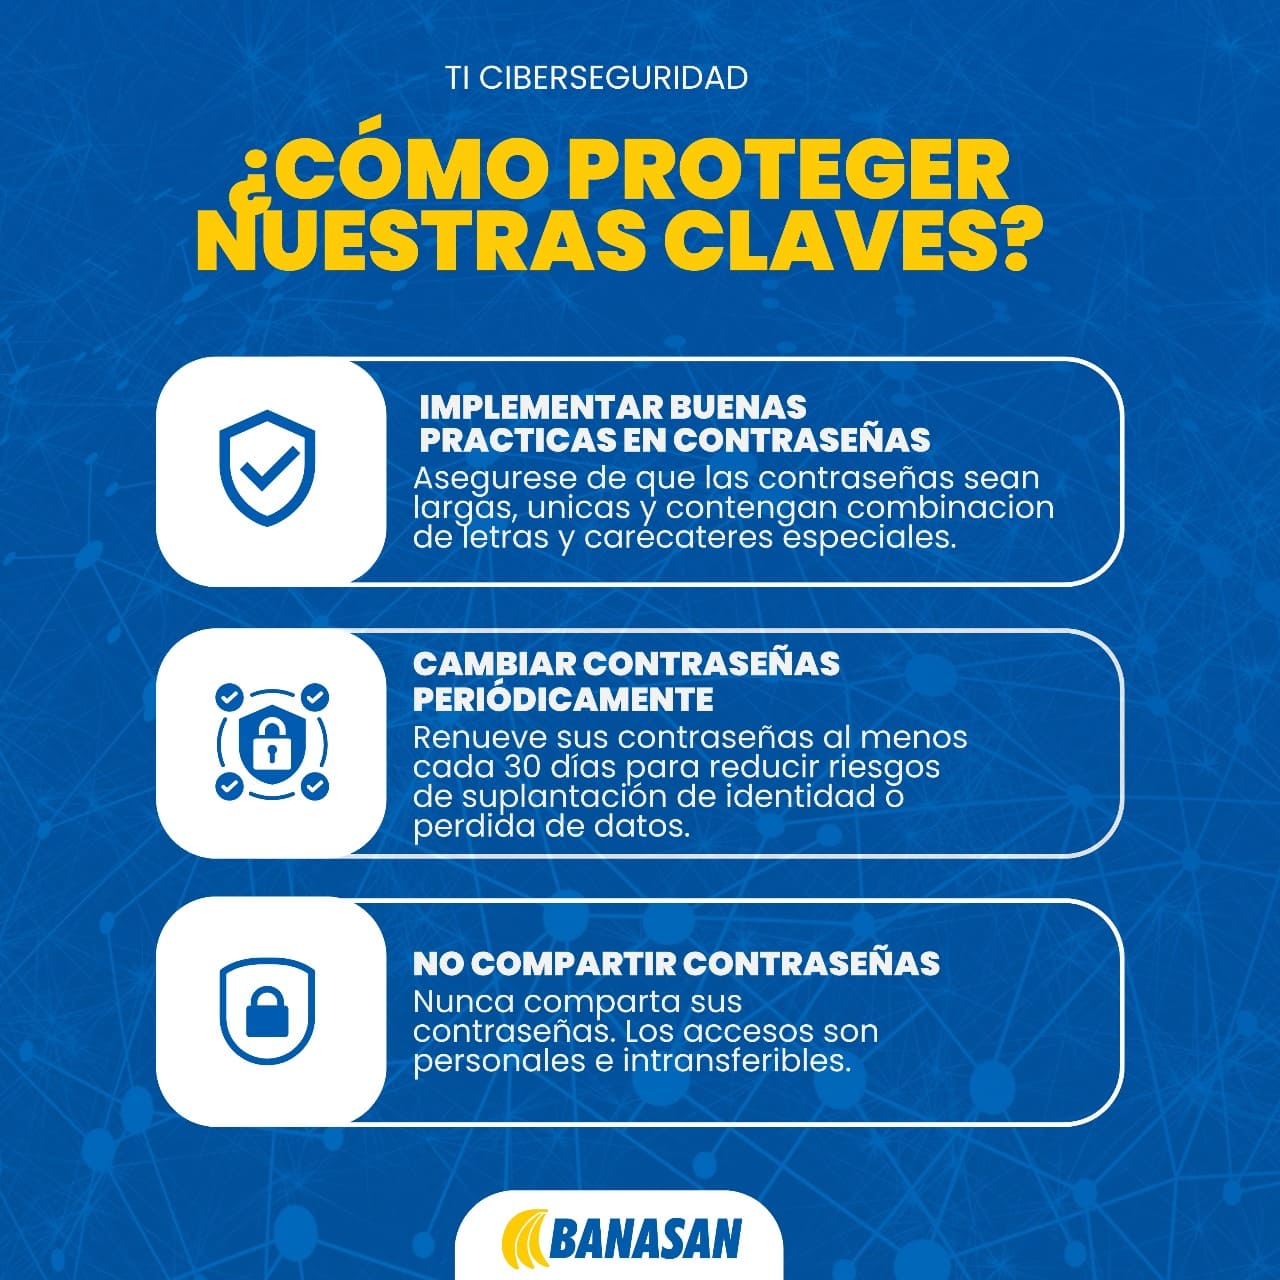 TI CIBERSEGURIDAD
¿CÓMO PROTEGER
NUESTRAS CLAVES?
IMPLEMENTAR BUENAS
PRACTICAS EN CONTRASEÑAS
Asegurese de que las contraseñas sean
largas, unicas y contengan combinacion
de letras y carecateres especiales.
CAMBIAR CONTRASEÑAS
PERIÓDICAMENTE
Renueve sus contraseñas al menos
cada 30 días para reducir riesgos
de suplantación de identidad o
perdida de datos.
NO COMPARTIR CONTRASEÑAS
Nunca comparta sus
contraseñas. Los accesos son
personales e intransferibles.
BANASAN